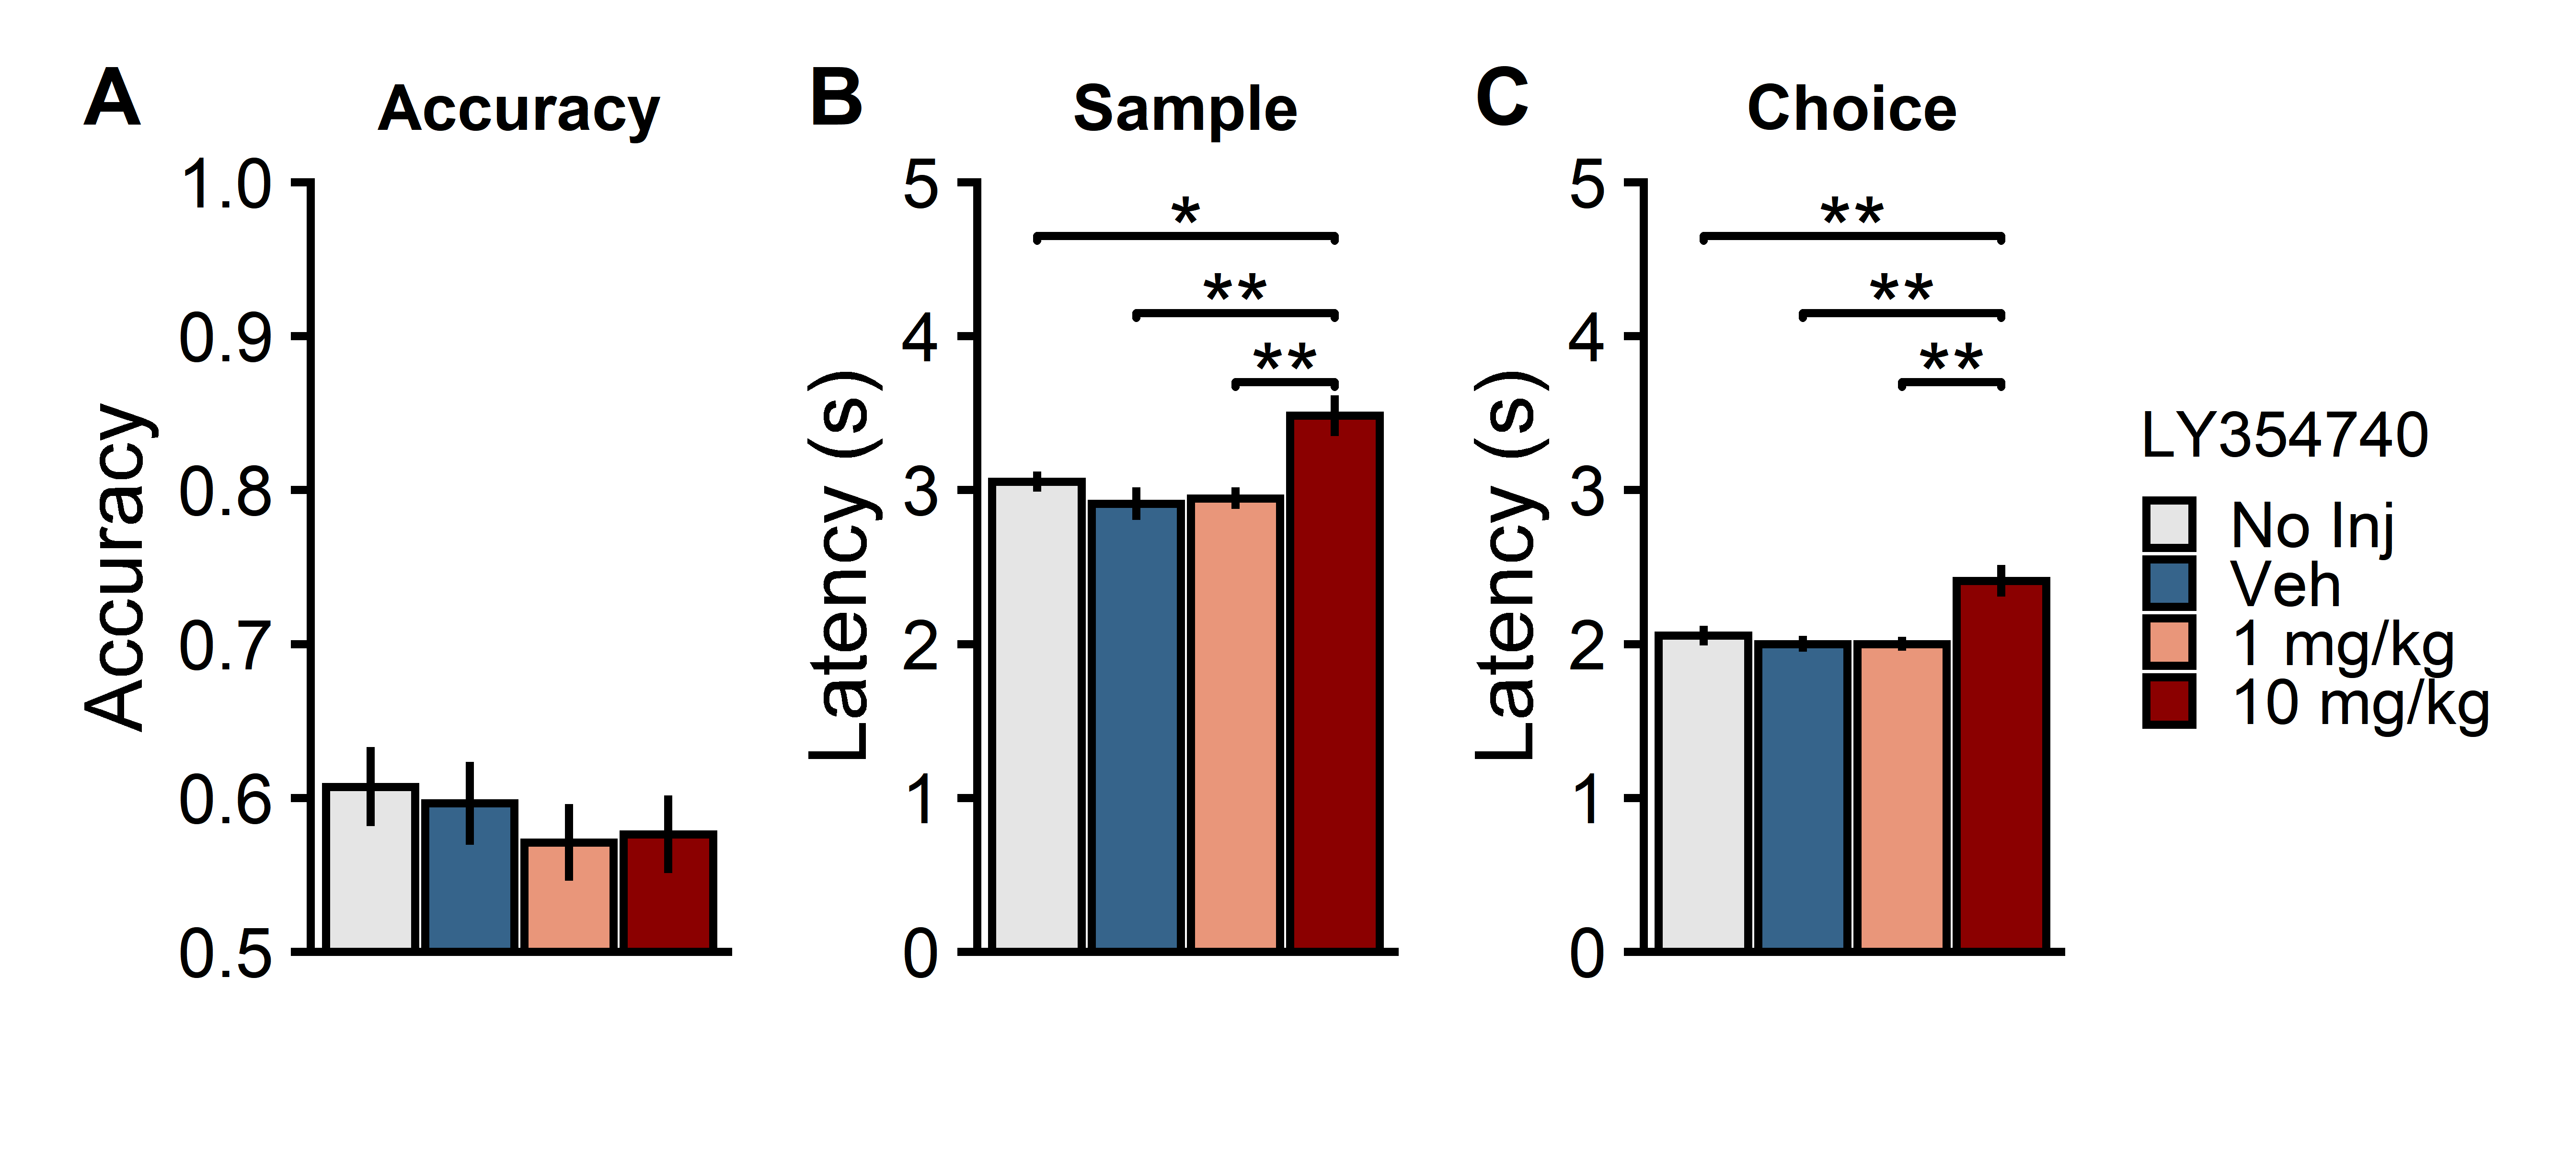 A
Accuracy
1.0
0.9
0.8
0.7
0.6
0.5
Accuracy
B
Sample
5
4
3
2
1
0
Latency (s)
*
**
**
C
Choice
5
4
3
2
1
0
Latency (s)
**
**
**
LY354740
No Inj
Veh
1 mg/kg
10 mg/kg